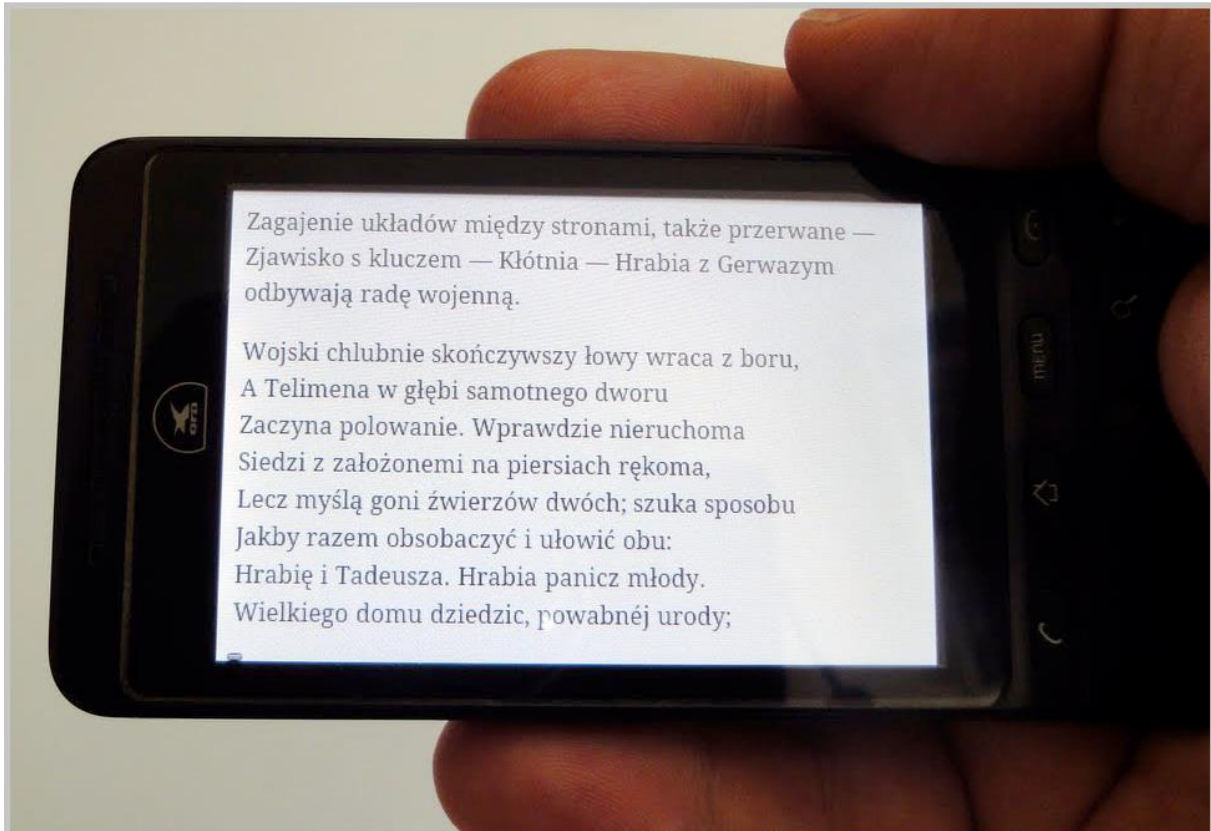 Zagajenie układów między stronami, także przerwane —
Zjawisko s kluczem — Kłótnia — Hrabia z Gerwazym
odbywają radę wojenną.
Wojski chlubnie skończywszy łowy wraca z boru,
A Telimena w głębi samotnego dworu
Zaczyna polowanie. Wprawdzie nieruchoma
Siedzi z założonemi na piersiach rękoma,
Lecz myślą goni źwierzów dwóch; szuka sposobu
Jakby razem obsobaczyć i ułowić obu:
Hrabię i Tadeusza. Hrabia panicz młody.
Wielkiego domu dziedzic, powabnéj urody;
era
menu